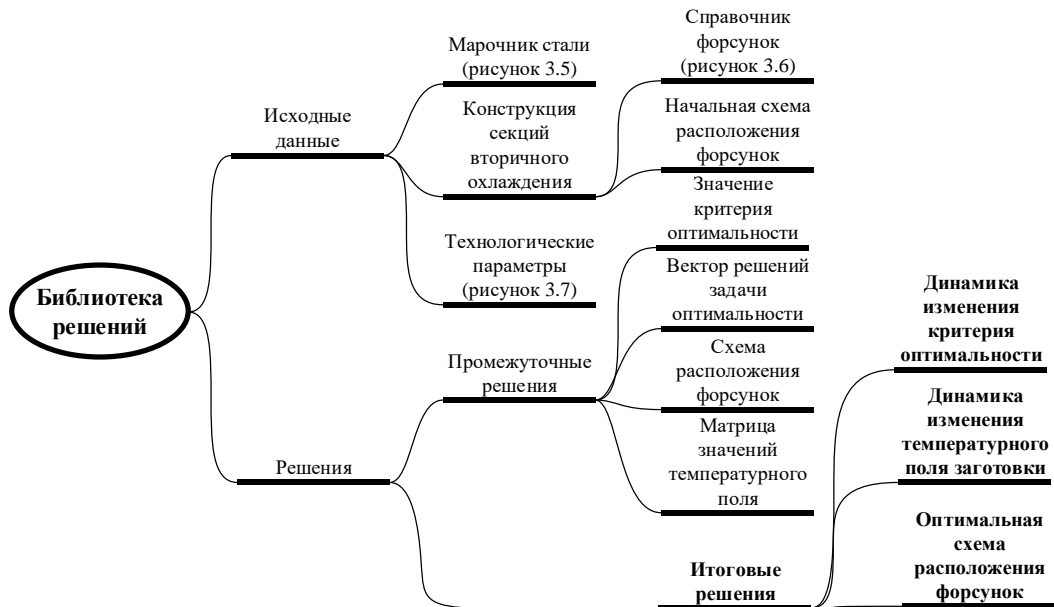 Библиотека
решений
Исходные
данные
Марочник стали
(рисунок 3.5)
Конструкция
секций
вторичного
охлаждения
Справочник
форсунок
(рисунок 3.6)
Начальная схема
расположения
форсунок
Технологические
параметры
(рисунок 3.7)
Решения
Промежуточные
решения
Значение
критерия
оптимальности
Вектор решений
задачи
оптимальности
Схема
расположения
форсунок
Матрица
значений
температурного
поля
Итоговые
решения
Динамика
изменения
критерия
оптимальности
Динамика
изменения
температурного
поля заготовки
Оптимальная
схема
расположения
форсунок